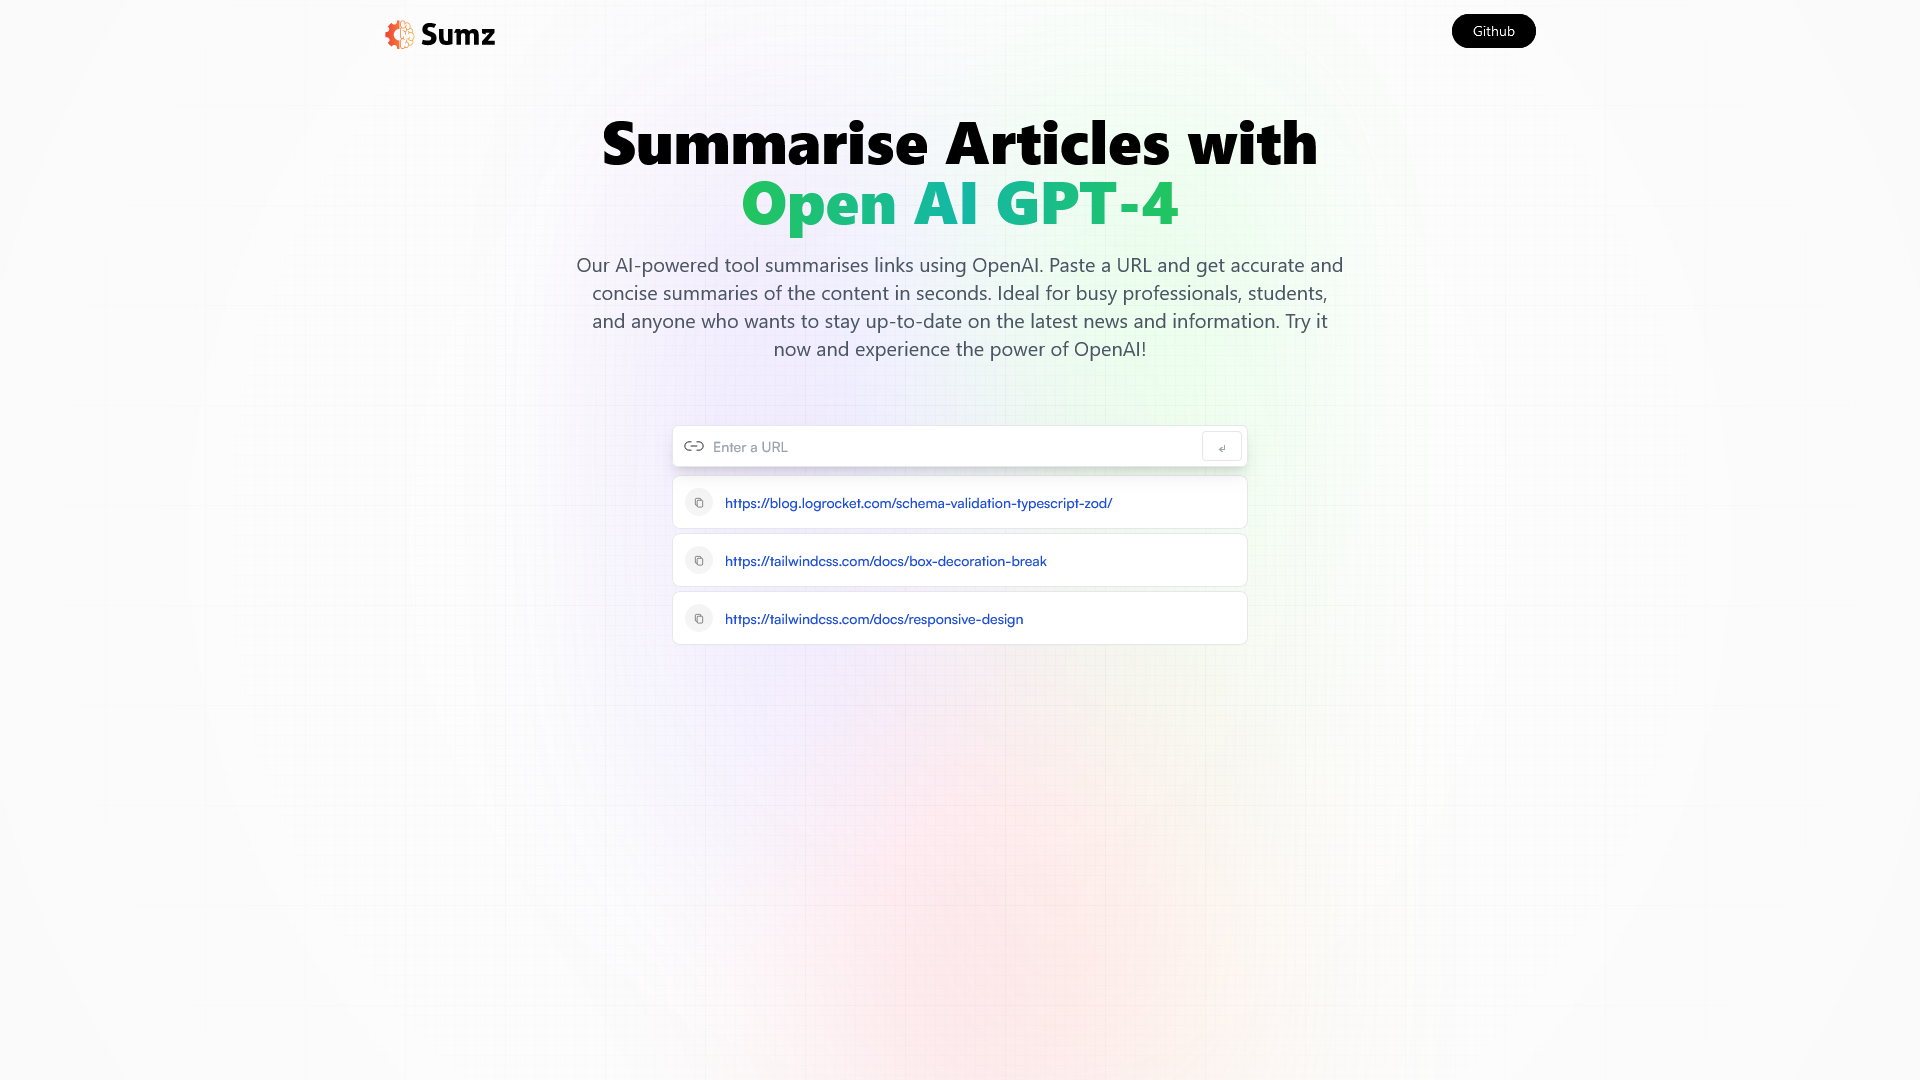 Sumz
Github
Summarise Articles with
Open AI GPT-4
Our AI-powered tool summarises links using OpenAI. Paste a URL and get accurate and
concise summaries of the content in seconds. Ideal for busy professionals, students,
and anyone who wants to stay up-to-date on the latest news and information. Try it
now and experience the power of OpenAI!
Enter a URL
https://blog.logrocket.com/schema-validation-typescript-zod/
https://tailwindcss.com/docs/box-decoration-break
https://tailwindcss.com/docs/responsive-design